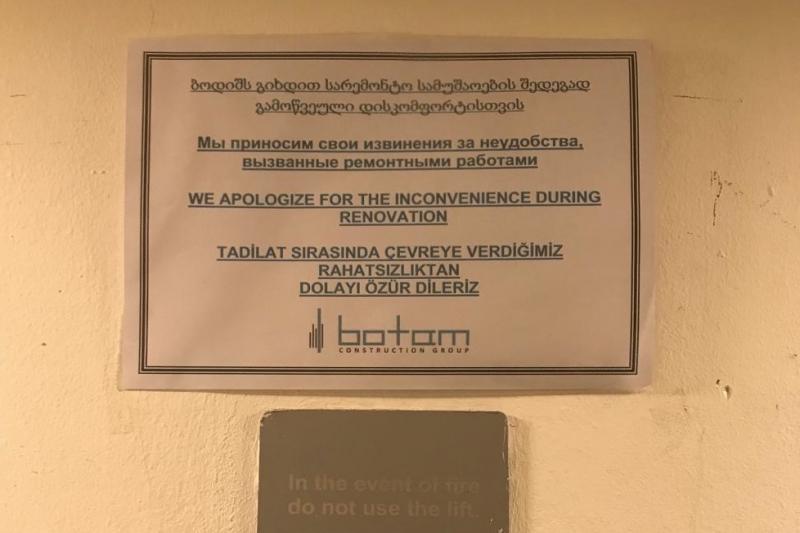 ბოდიშს გიხდით სარემონტო სამუშაოების შედეგად
გამოწვეული დისკომფორტისთვის
Мы приносим свои извинения за неудобства,
вызванные ремонтными работами
WE APOLOGIZE FOR THE INCONVENIENCE DURING
RENOVATION
TADİLAT SIRASINDA ÇEVREYE VERDİĞİMİZ
RAHATSIZLIKTAN
DOLAYI ÖZÜR DİLERİZ
botam
CONSTRUCTION GROUP
In the event of fire
do not use the lift.